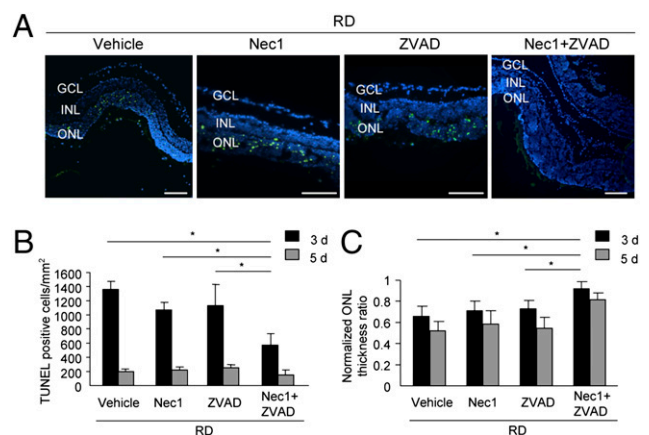 A
RD
Vehicle Nec1 ZVAD Nec1+ZVAD
GCL GCL GCL GCL
INL INL INL INL
ONL ONL ONL ONL
B
3 d
5 d
*
*
*
TUNEL positive cells/mm²
1600
1400
1200
1000
800
600
400
200
0
Vehicle Nec1 ZVAD Nec1+
ZVAD
RD
C
3 d
5 d
*
*
*
Normalized ONL
thickness ratio
1
0.8
0.6
0.4
0.2
0
Vehicle Nec1 ZVAD Nec1+
ZVAD
RD